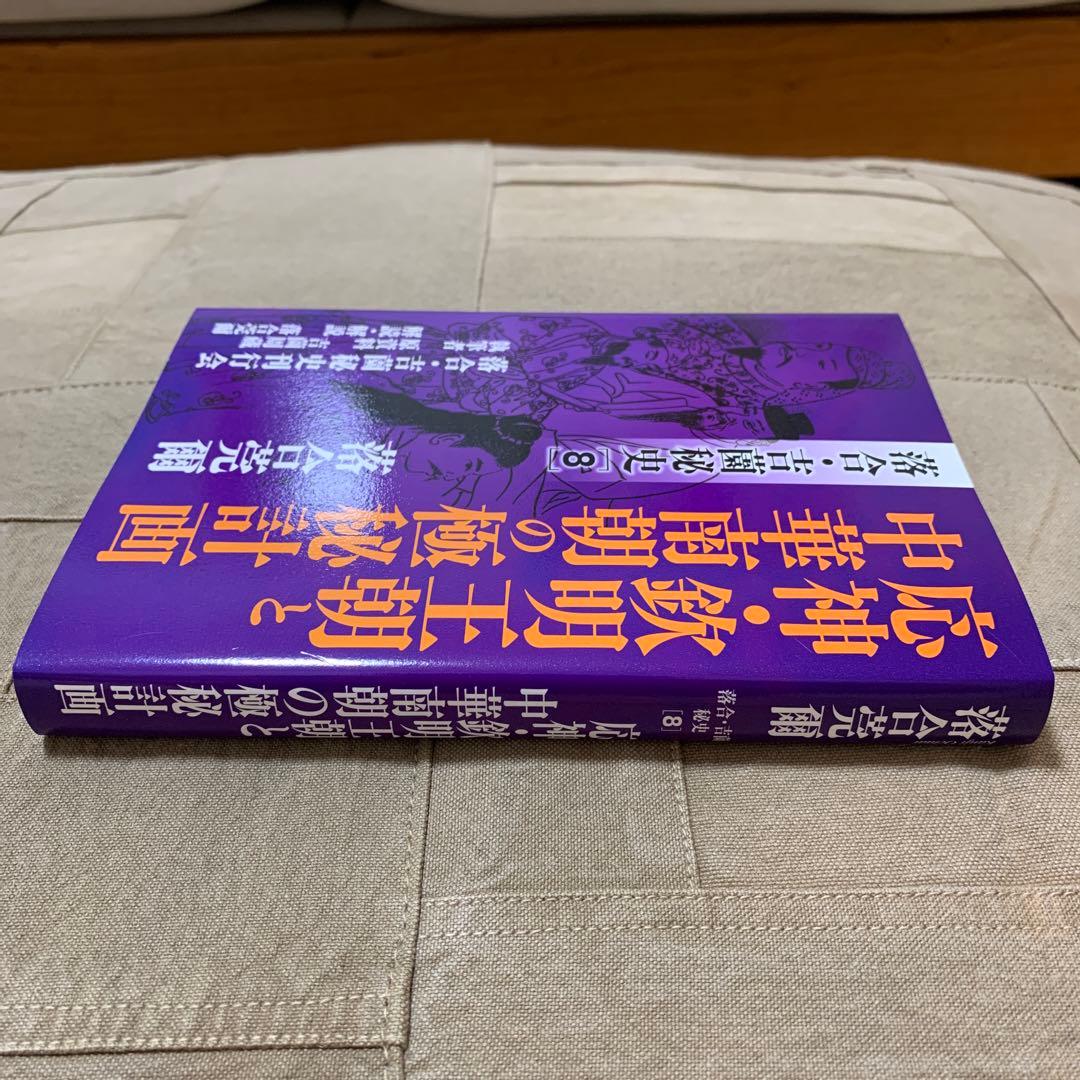 応神・欽明王朝と
中華南朝の極秘計画
落合・吉薗秘史[8]
落合莞爾
落合・吉薗秘史刊行会
執筆者
原資料 吉薗周蔵
解読・解説 落合莞爾
応神・欽明王朝と
中華南朝の極秘計画
落合・吉薗
秘史[8]
落合莞爾